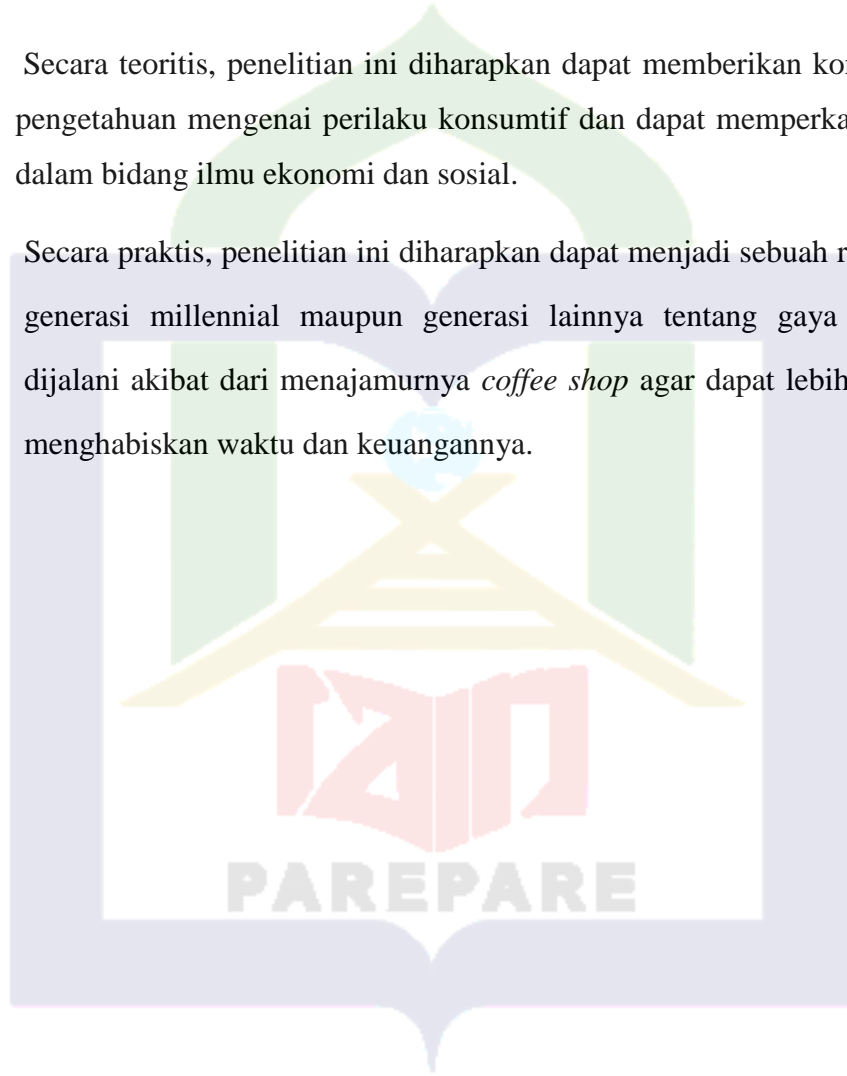 Secara teoritis, penelitian ini diharapkan dapat memberikan
pengetahuan mengenai perilaku konsumtif dan dapat
dalam bidang ilmu ekonomi dan sosial.
Secara praktis, penelitian ini diharapkan dapat menjadi sebuah
generasi millennial maupun generasi lainnya tentang gaya
dijalani akibat dari menajamurnya coffee shop agar dapat lebih
menghabiskan waktu dan keuangannya.
iain
PAREPARE